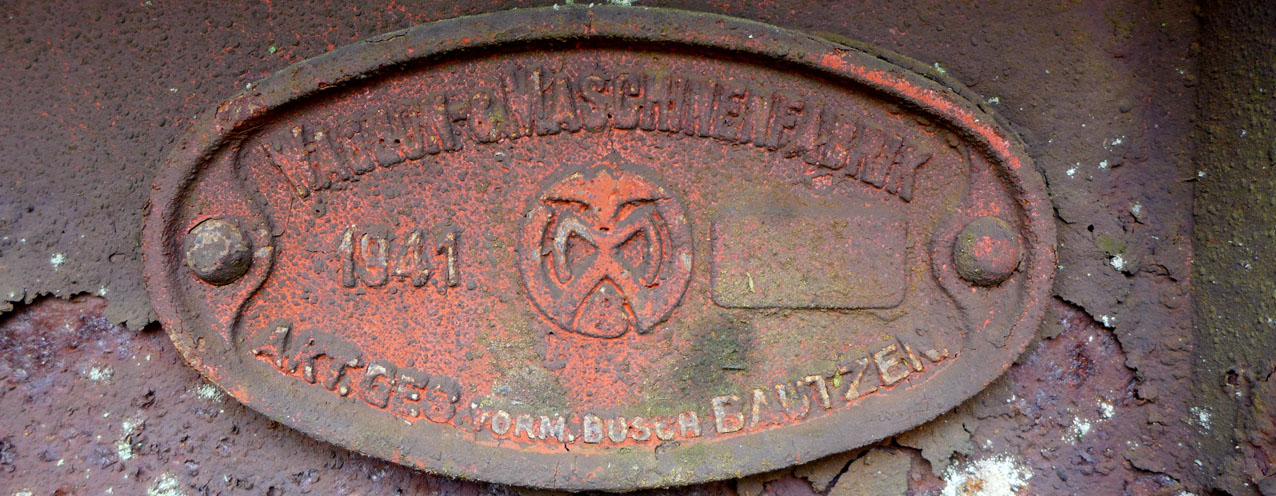 WAGGON- & MASCHINENFABRIK
1941
AKT. GES. VORM. BUSCH BAUTZEN.